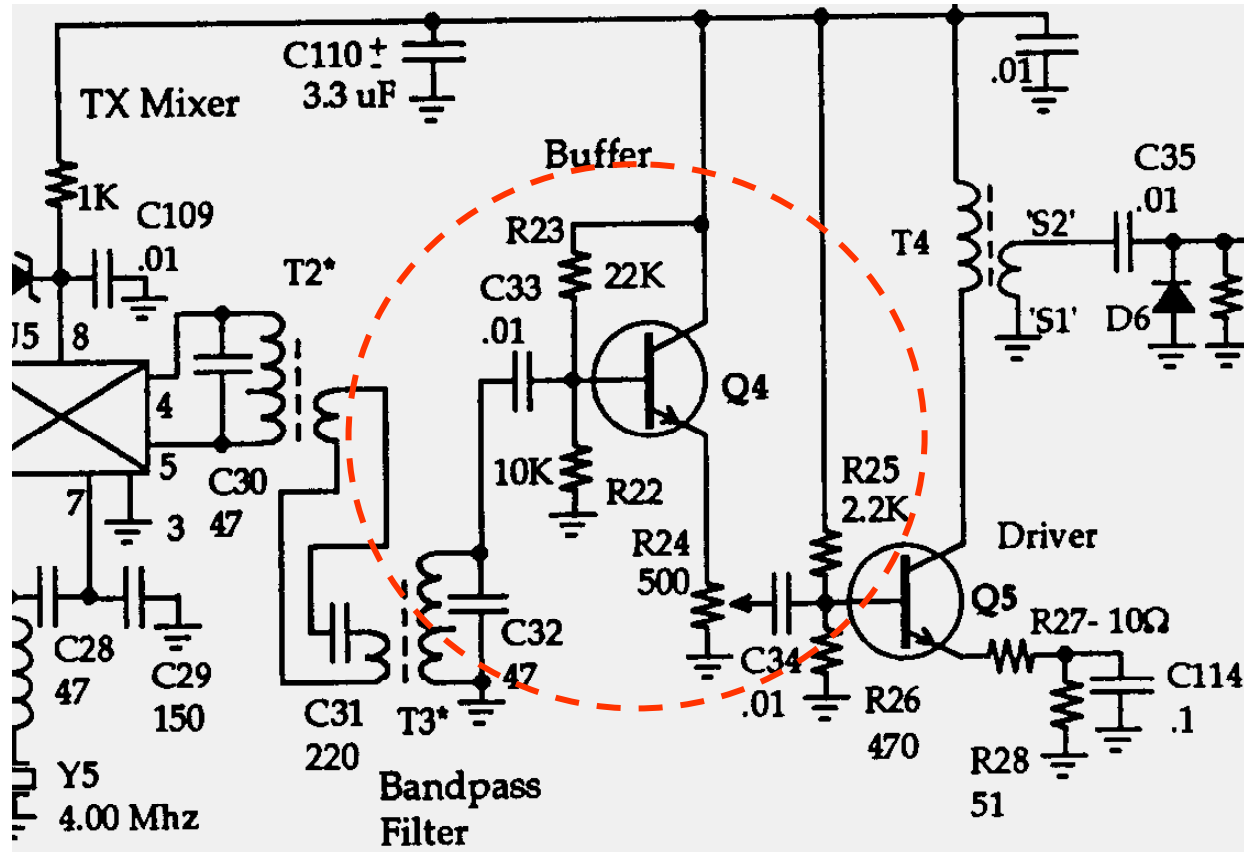 C110 ±
3.3 uF
.01
TX Mixer
Buffer
1K
C109
.01
C35
.01
R23
22K
T2*
C33
.01
T4
'S2'
'S1'
D6
8
4
5
7
3
Q4
C30
47
10K
R22
R25
2.2K
R24
500
Driver
Q5
R27- 10Ω
C28
47
C29
150
C32
47
C34
.01
C31
220
T3*
R26
470
C114
.1
R28
51
Y5
4.00 Mhz
Bandpass
Filter